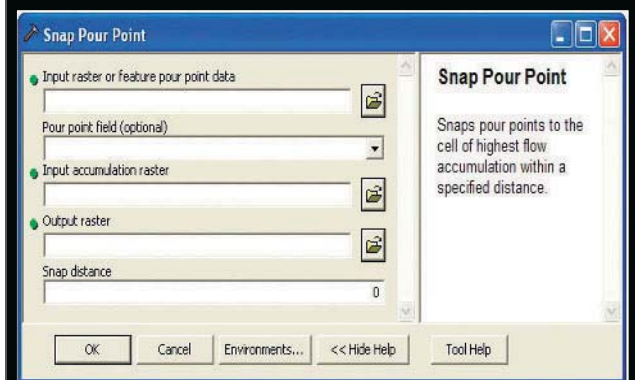 Snap Pour Point
Input raster or feature pour point data
Pour point field (optional)
Input accumulation raster
Output raster
Snap distance
0
Snap Pour Point
Snaps pour points to the
cell of highest flow
accumulation within a
specified distance.
OK
Cancel
Environments...
<< Hide Help
Tool Help